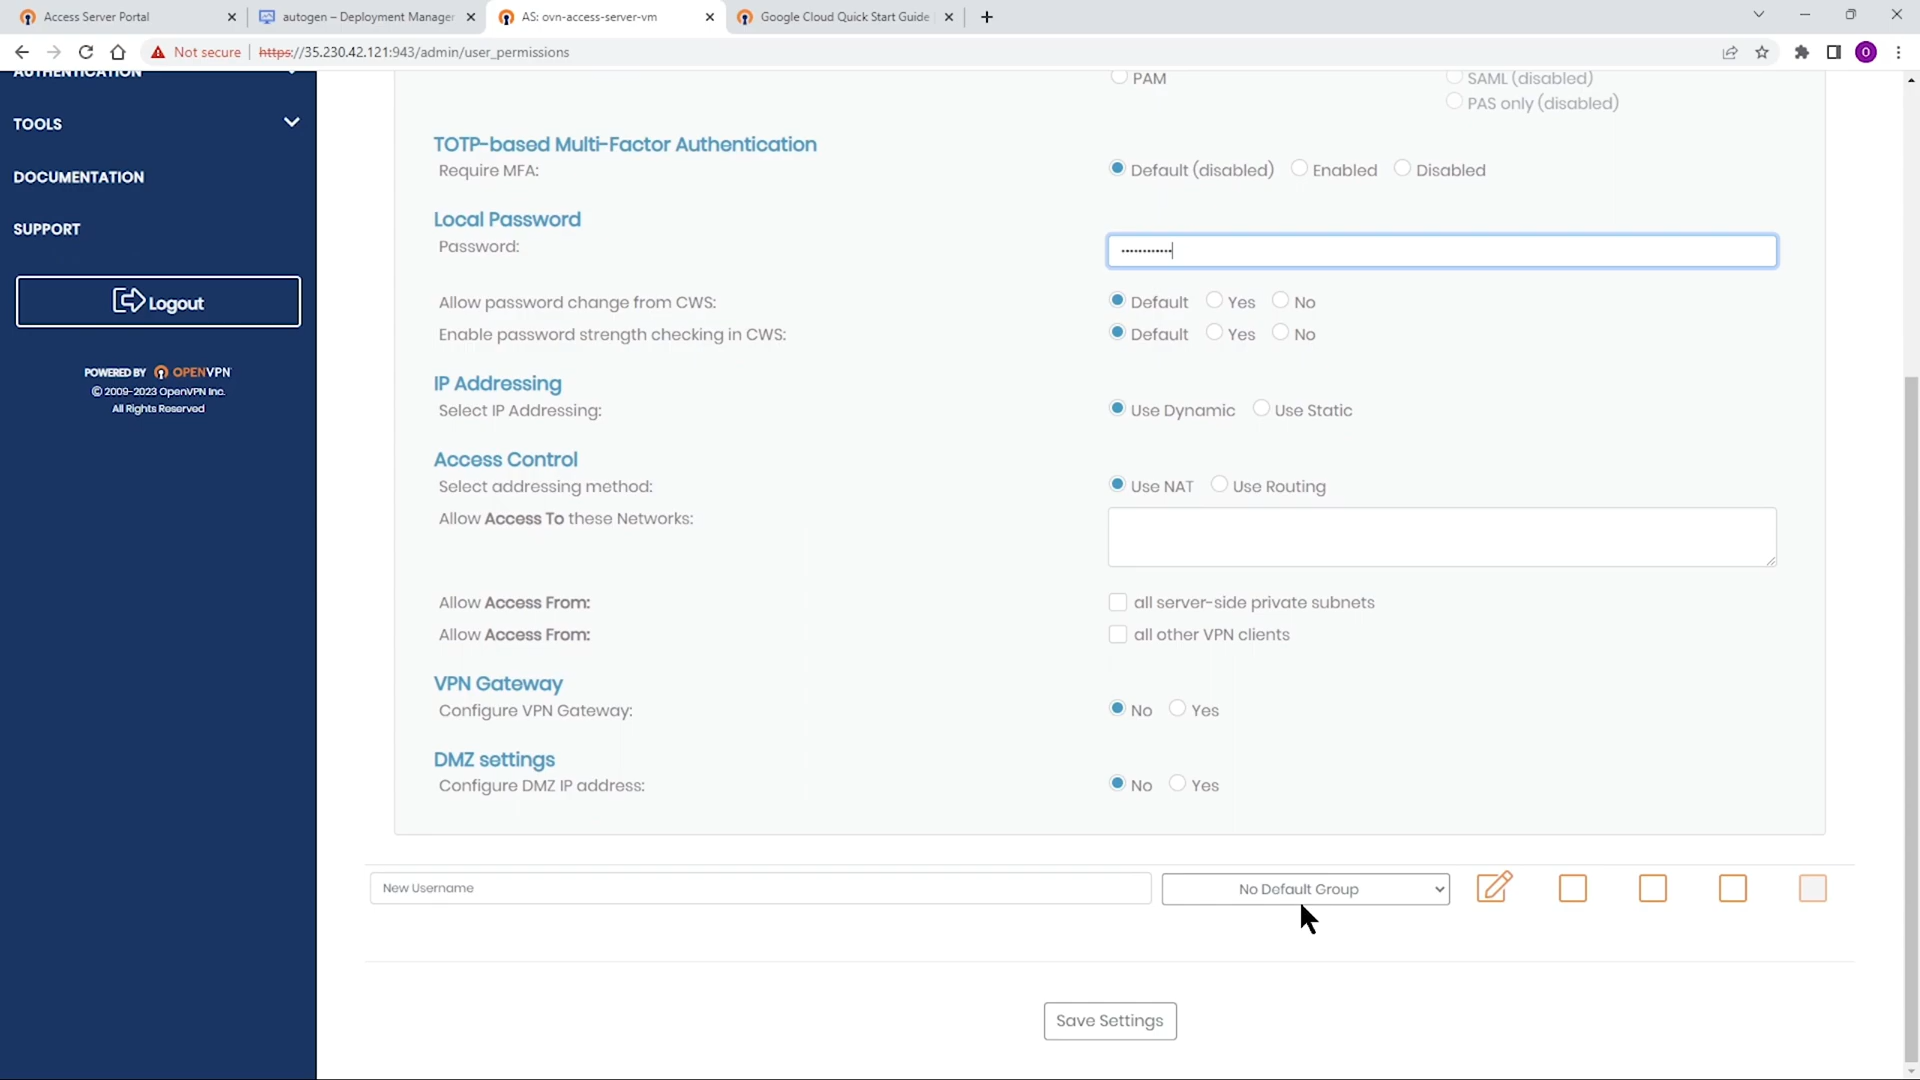 Access Server Portal
autogen – Deployment Manager
AS: ovn-access-server-vm
Google Cloud Quick Start Guide
Not secure
https://35.230.42.121:943/admin/user_permissions
O
AUTHENTICATION
TOOLS
DOCUMENTATION
SUPPORT
Logout
POWERED BY OPENVPN
© 2009-2023 OpenVPN Inc.
All Rights Reserved
PAM
SAML (disabled)
PAS only (disabled)
TOTP-based Multi-Factor Authentication
Require MFA: Default (disabled) Enabled Disabled
Local Password
Password: ••••••••••••
Allow password change from CWS: Default Yes No
Enable password strength checking in CWS: Default Yes No
IP Addressing
Select IP Addressing: Use Dynamic Use Static
Access Control
Select addressing method: Use NAT Use Routing
Allow Access To these Networks:
Allow Access From: all server-side private subnets
Allow Access From: all other VPN clients
VPN Gateway
Configure VPN Gateway: No Yes
DMZ settings
Configure DMZ IP address: No Yes
New Username No Default Group
Save Settings